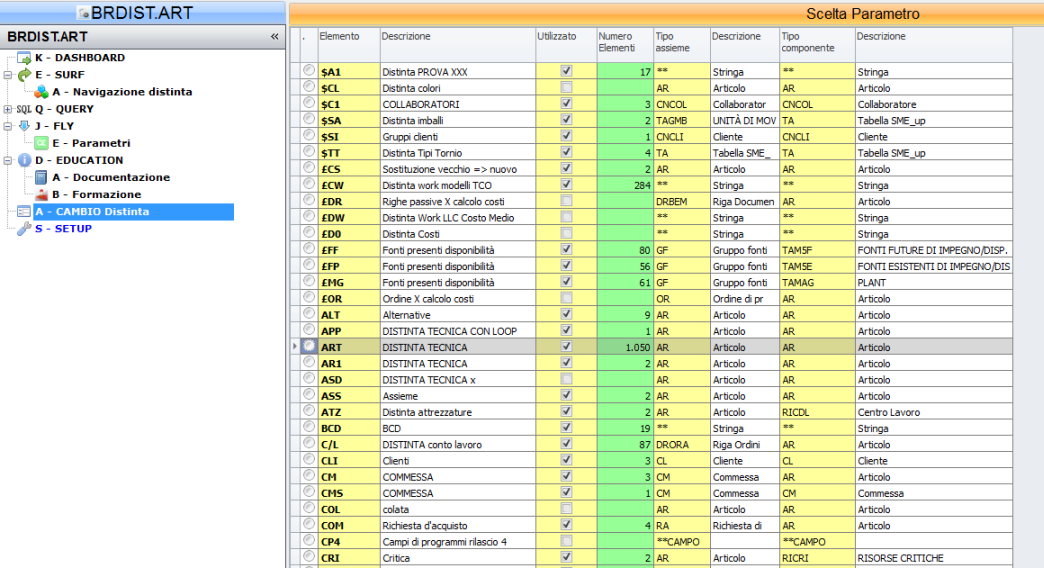 BRDIST.ART
BRDIST.ART «
K - DASHBOARD
E - SURF
A - Navigazione distinta
SQL Q - QUERY
J - FLY
E - Parametri
D - EDUCATION
A - Documentazione
B - Formazione
A - CAMBIO Distinta
S - SETUP
Scelta Parametro
. Elemento Descrizione Utilizzato Numero Elementi Tipo assieme Descrizione Tipo componente Descrizione
$A1 Distinta PROVA XXX 17 ** Stringa ** Stringa
$CL Distinta colori AR Articolo AR Articolo
$C1 COLLABORATORI 3 CNCOL Collaborator CNCOL Collaboratore
$SA Distinta imballi 2 TAGMB UNITÀ DI MOV TA Tabella SME_up
$SI Gruppi clienti 1 CNCLI Cliente CNCLI Cliente
$TT Distinta Tipi Tornio 4 TA Tabella SME_ TA Tabella SME_up
£CS Sostituzione vecchio => nuovo 2 AR Articolo AR Articolo
£CW Distinta work modelli TCO 284 ** Stringa ** Stringa
£DR Righe passive X calcolo costi DRBEM Riga Documen AR Articolo
£DW Distinta Work LLC Costo Medio ** Stringa ** Stringa
£D0 Distinta Costi ** Stringa ** Stringa
£FF Fonti presenti disponibilità 80 GF Gruppo fonti TAM5F FONTI FUTURE DI IMPEGNO/DISP.
£FP Fonti presenti disponibilità 56 GF Gruppo fonti TAM5E FONTI ESISTENTI DI IMPEGNO/DIS
£MG Fonti presenti disponibilità 61 GF Gruppo fonti TAMAG PLANT
£OR Ordine X calcolo costi OR Ordine di pr AR Articolo
ALT Alternative 9 AR Articolo AR Articolo
APP DISTINTA TECNICA CON LOOP 1 AR Articolo AR Articolo
ART DISTINTA TECNICA 1.050 AR Articolo AR Articolo
AR1 DISTINTA TECNICA 2 AR Articolo AR Articolo
ASD DISTINTA TECNICA x AR Articolo AR Articolo
ASS Assieme 2 AR Articolo AR Articolo
ATZ Distinta attrezzature 2 AR Articolo RICDL Centro Lavoro
BCD BCD 19 ** Stringa ** Stringa
C/L DISTINTA conto lavoro 87 DRORA Riga Ordini AR Articolo
CLI Clienti 3 CL Cliente CL Cliente
CM COMMESSA 3 CM Commessa AR Articolo
CMS COMMESSA 1 CM Commessa CM Commessa
COL colata AR Articolo AR Articolo
COM Richiesta d'acquisto 4 RA Richiesta di AR Articolo
CP4 Campi di programmi rilascio 4 **CAMPO **CAMPO
CRI Critica 2 AR Articolo RICRI RISORSE CRITICHE